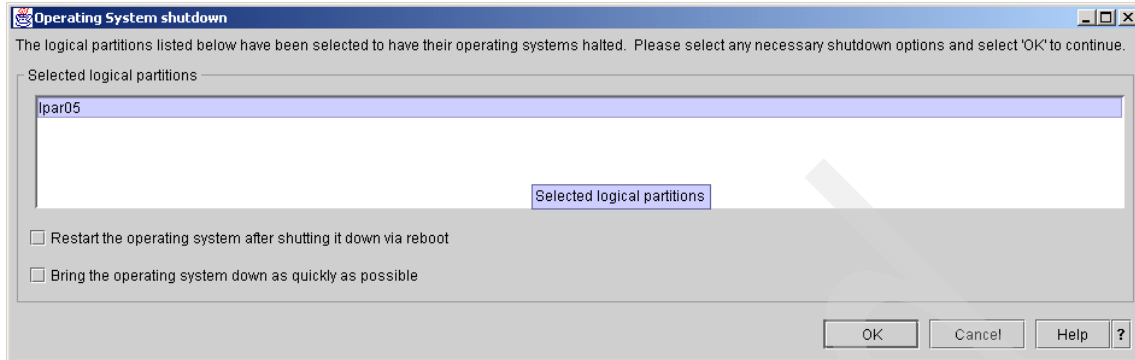 Operating System shutdown
The logical partitions listed below have been selected to have their operating systems halted. Please select any necessary shutdown options and select 'OK' to continue.
Selected logical partitions
lpar05
Selected logical partitions
Restart the operating system after shutting it down via reboot
Bring the operating system down as quickly as possible
OK Cancel Help ?